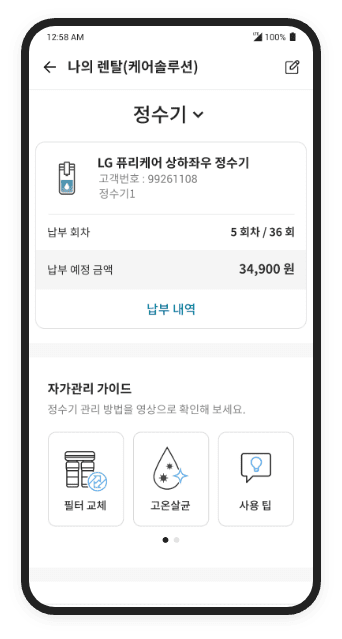 12:58 AM
100%
나의 렌탈(케어솔루션)
정수기
LG 퓨리케어 상하좌우 정수기
고객번호 : 99261108
정수기1
납부 회차
5 회차 / 36 회
납부 예정 금액
34,900 원
납부 내역
자가관리 가이드
정수기 관리 방법을 영상으로 확인해 보세요.
필터 교체
고온살균
사용 팁